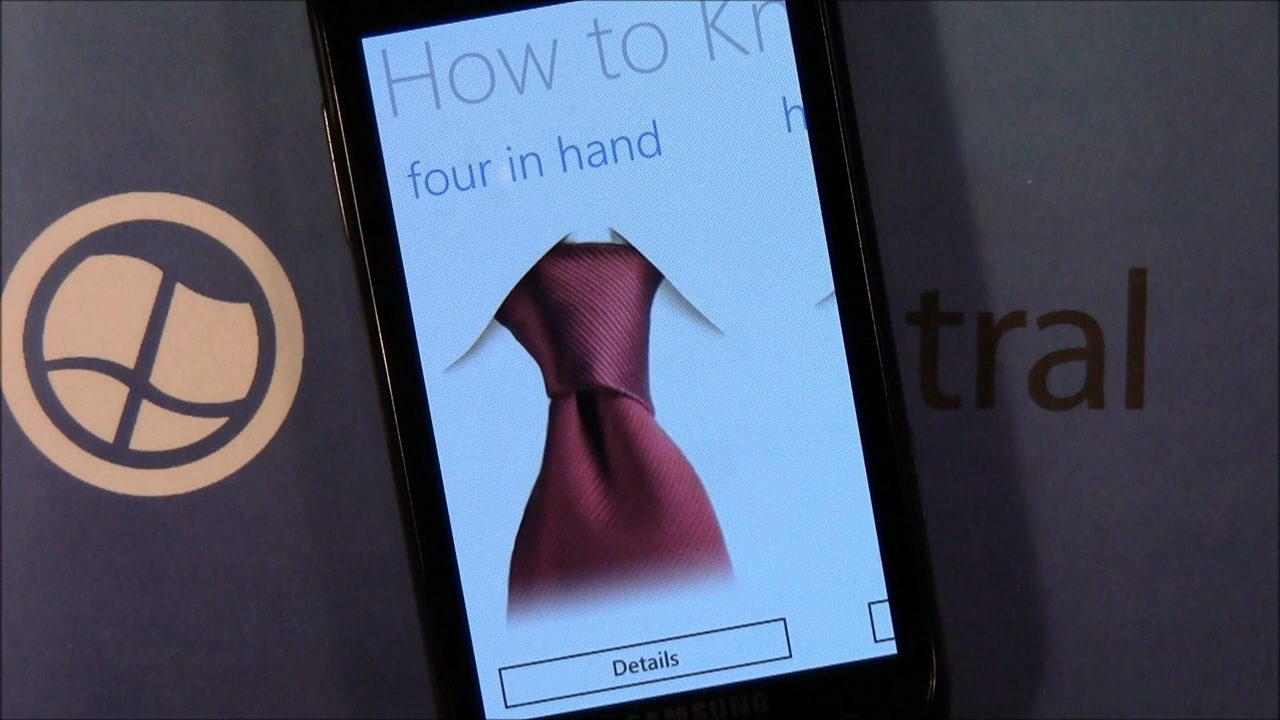 How to Kn
four in hand
h
tral
Details
SAMSUNG